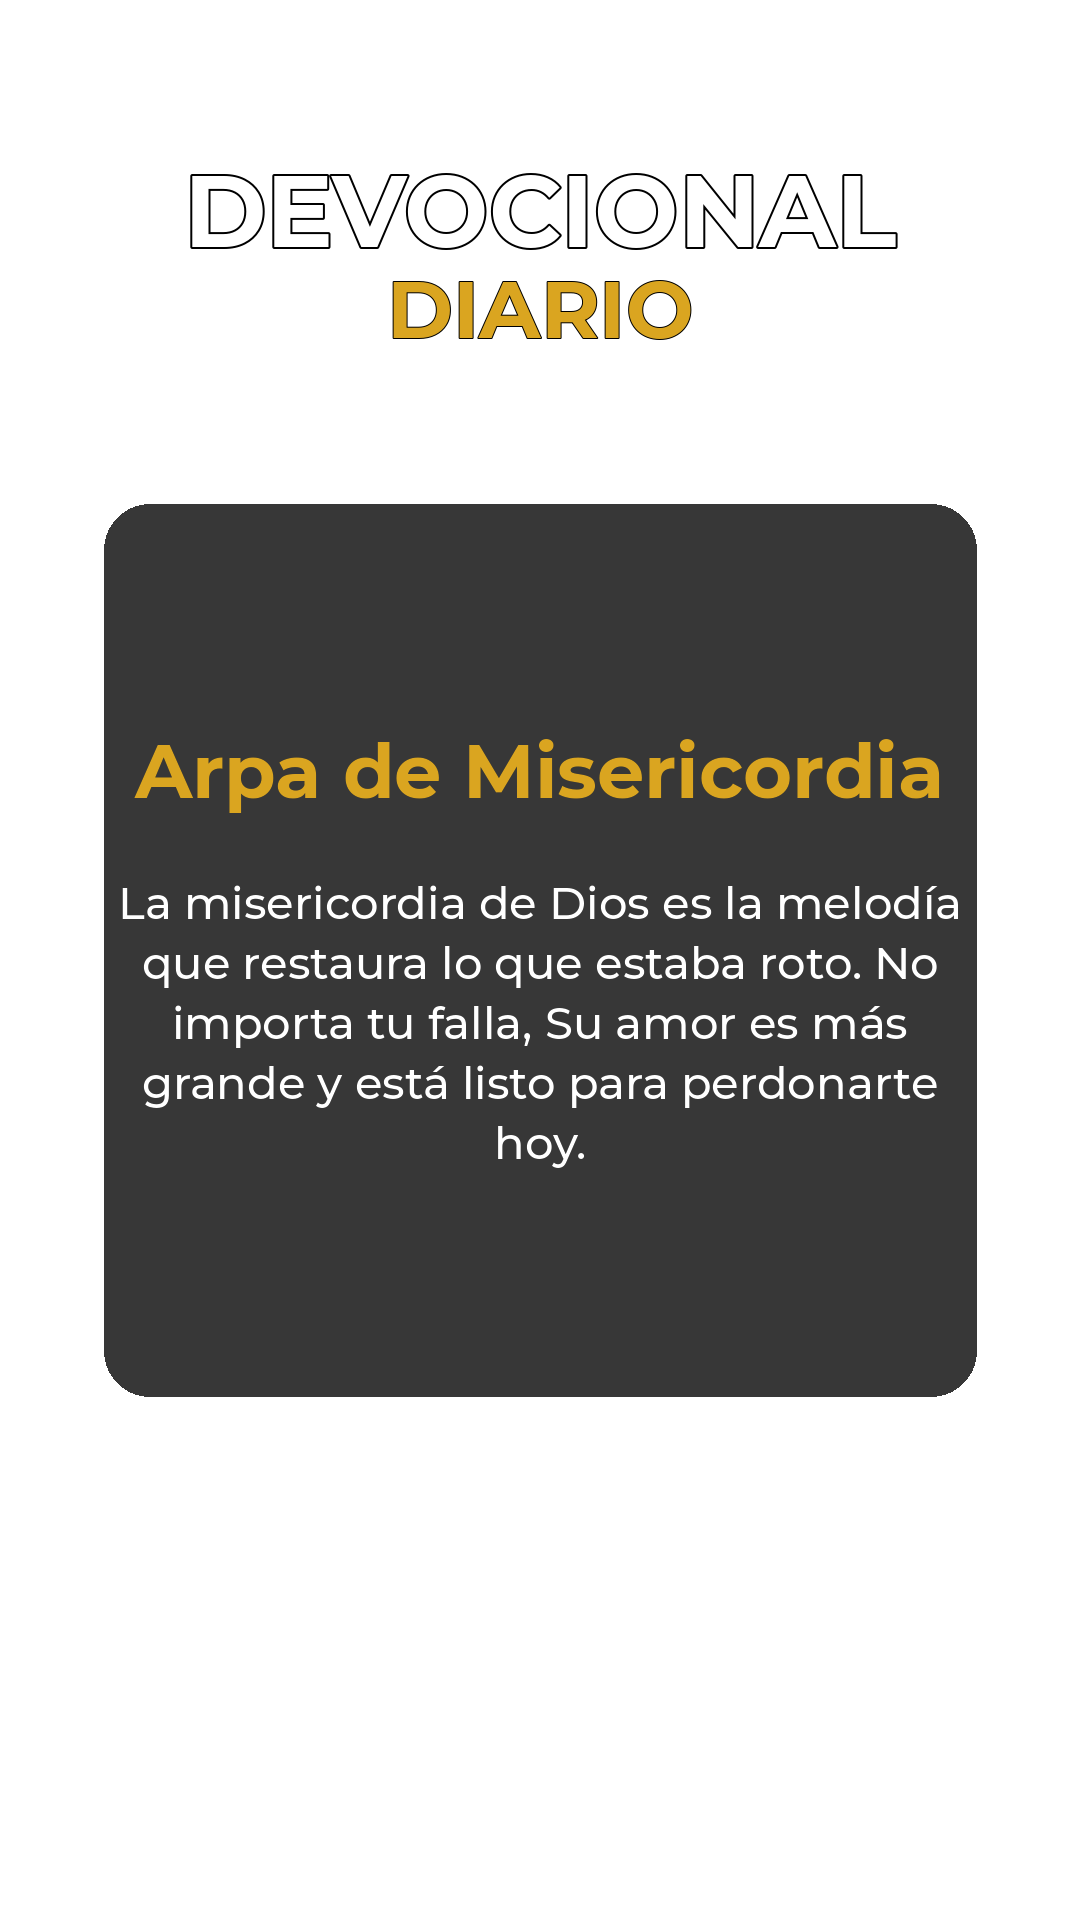 DEVOCIONAL
DIARIO
Arpa de Misericordia
La misericordia de Dios es la melodía
que restaura lo que estaba roto. No
importa tu falla, Su amor es más
grande y está listo para perdonarte
hoy.